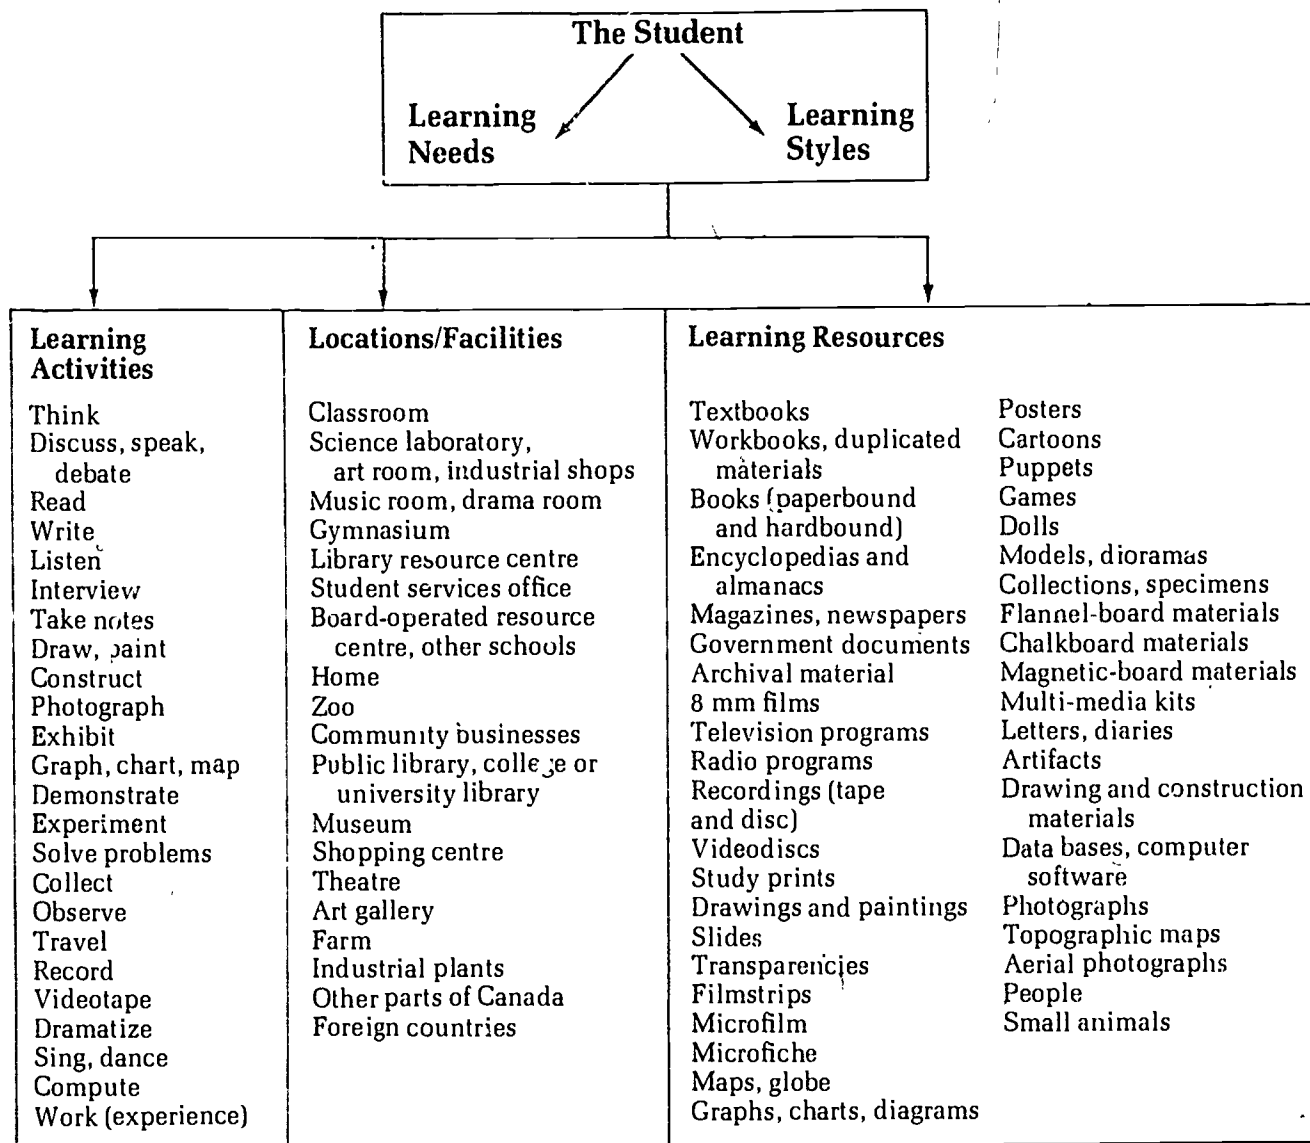 The Student
Learning
Needs
Learning
Styles
Learning
Activities
Think
Discuss, speak,
debate
Read
Write
Listen
Interview
Take notes
Draw, paint
Construct
Photograph
Exhibit
Graph, chart, map
Demonstrate
Experiment
Solve problems
Collect
Observe
Travel
Record
Videotape
Dramatize
Sing, dance
Compute
Work (experience)
Locations/Facilities
Classroom
Science laboratory,
art room, industrial shops
Music room, drama room
Gymnasium
Library resource centre
Student services office
Board-operated resource
centre, other schools
Home
Zoo
Community businesses
Public library, college or
university library
Museum
Shopping centre
Theatre
Art gallery
Farm
Industrial plants
Other parts of Canada
Foreign countries
Learning Resources
Textbooks
Workbooks, duplicated
materials
Books (paperbound
and hardbound)
Encyclopedias and
almanacs
Magazines, newspapers
Government documents
Archival material
8 mm films
Television programs
Radio programs
Recordings (tape
and disc)
Videodiscs
Study prints
Drawings and paintings
Slides
Transparencies
Filmstrips
Microfilm
Microfiche
Maps, globe
Graphs, charts, diagrams
Posters
Cartoons
Puppets
Games
Dolls
Models, dioramas
Collections, specimens
Flannel-board materials
Chalkboard materials
Magnetic-board materials
Multi-media kits
Letters, diaries
Artifacts
Drawing and construction
materials
Data bases, computer
software
Photographs
Topographic maps
Aerial photographs
People
Small animals